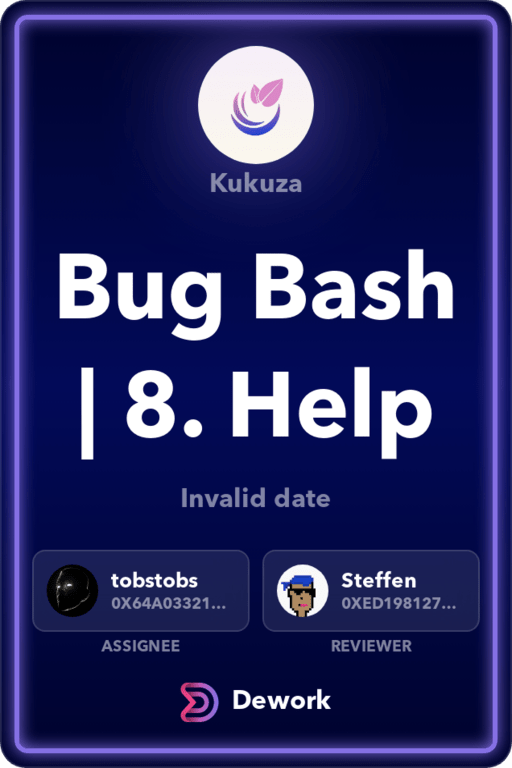 Kukuza
Bug Bash
| 8. Help
Invalid date
tobstobs
0X64A03321...
ASSIGNEE
Steffen
0XED198127...
REVIEWER
Dework